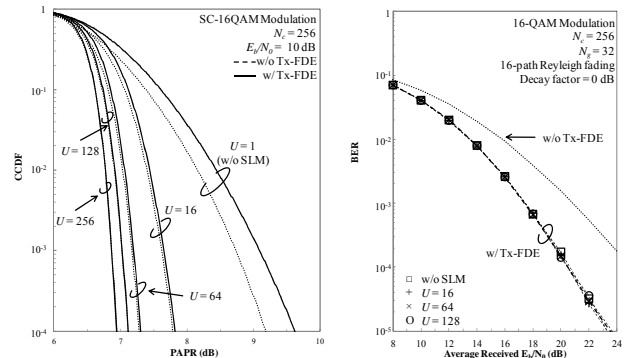 SC-16QAM Modulation
N_c = 256
E_b/N_0 = 10 dB
w/o Tx-FDE
w/ Tx-FDE
1
10^-1
10^-2
10^-3
10^-4
CCDF
U = 128
U = 256
U = 1
(w/o SLM)
U = 16
U = 64
6
7
8
9
10
PAPR (dB)
16-QAM Modulation
N_c = 256
N_g = 32
16-path Reyleigh fading
Decay factor = 0 dB
10^0
10^-1
10^-2
10^-3
10^-4
10^-5
BER
w/o Tx-FDE
w/ Tx-FDE
w/o SLM
U = 16
U = 64
U = 128
8
10
12
14
16
18
20
22
24
Average Received E_b/N_0 (dB)